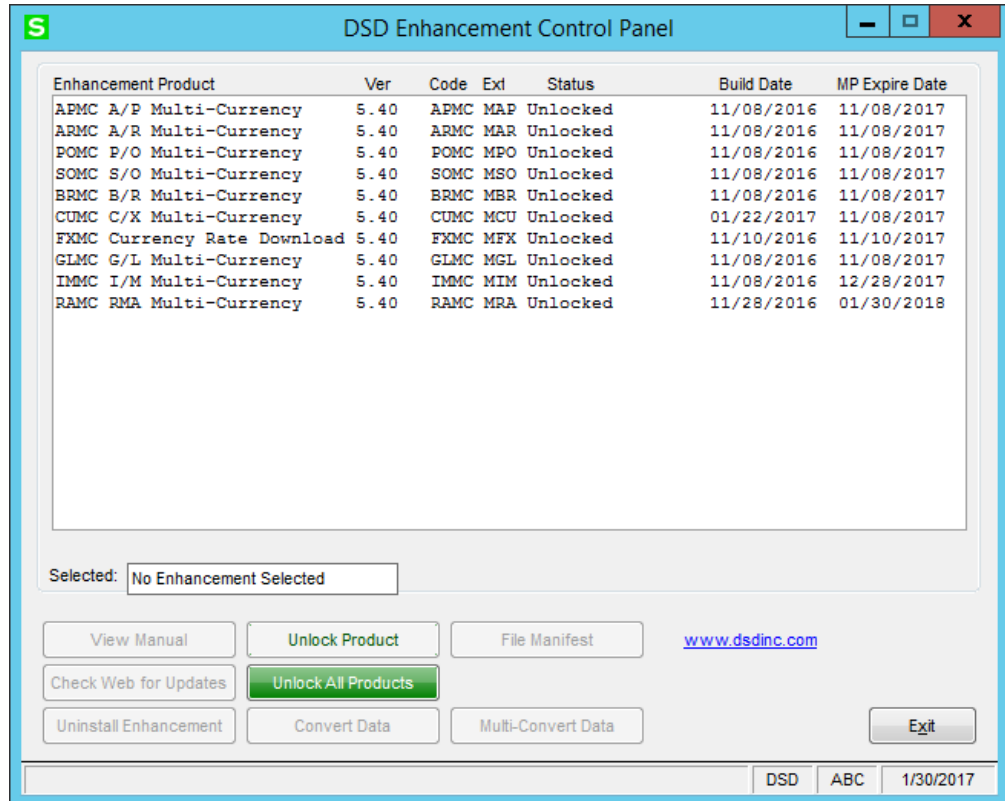 S DSD Enhancement Control Panel X
Enhancement Product Ver Code Ext Status Build Date MP Expire Date
APMC A/P Multi-Currency 5.40 APMC MAP Unlocked 11/08/2016 11/08/2017
ARMC A/R Multi-Currency 5.40 ARMC MAR Unlocked 11/08/2016 11/08/2017
POMC P/O Multi-Currency 5.40 POMC MPO Unlocked 11/08/2016 11/08/2017
SOMC S/O Multi-Currency 5.40 SOMC MSO Unlocked 11/08/2016 11/08/2017
BRMC B/R Multi-Currency 5.40 BRMC MBR Unlocked 11/08/2016 11/08/2017
CUMC C/X Multi-Currency 5.40 CUMC MCU Unlocked 01/22/2017 11/08/2017
FXMC Currency Rate Download 5.40 FXMC MFX Unlocked 11/10/2016 11/10/2017
GLMC G/L Multi-Currency 5.40 GLMC MGL Unlocked 11/08/2016 11/08/2017
IMMC I/M Multi-Currency 5.40 IMMC MIM Unlocked 11/08/2016 12/28/2017
RAMC RMA Multi-Currency 5.40 RAMC MRA Unlocked 11/28/2016 01/30/2018
Selected: No Enhancement Selected
View Manual Unlock Product File Manifest www.dsdinc.com
Check Web for Updates Unlock All Products
Uninstall Enhancement Convert Data Multi-Convert Data Exit
DSD ABC 1/30/2017